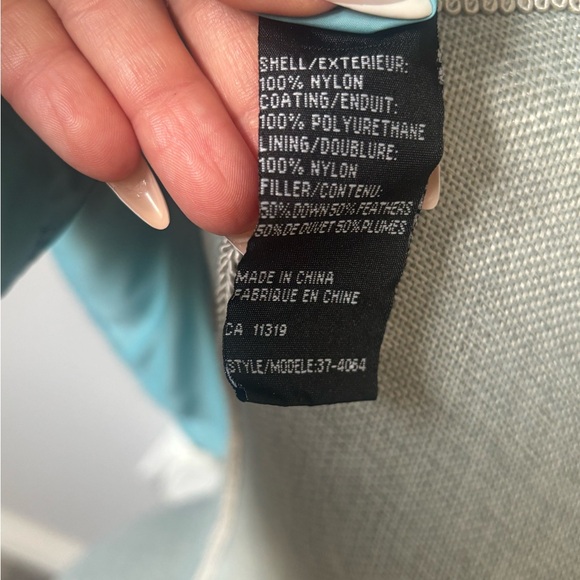 SHELL/EXTERIEUR:
100% NYLON
COATING/ENDUIT:
100% POLYURETHANE
LINING/DOUBLURE:
100% NYLON
FILLER/CONTENU:
50% DOWN 50% FEATHERS
50% DE DUVET 50% PLUMES
MADE IN CHINA
FABRIQUE EN CHINE
CA 11319
STYLE/MODELE:37-4064